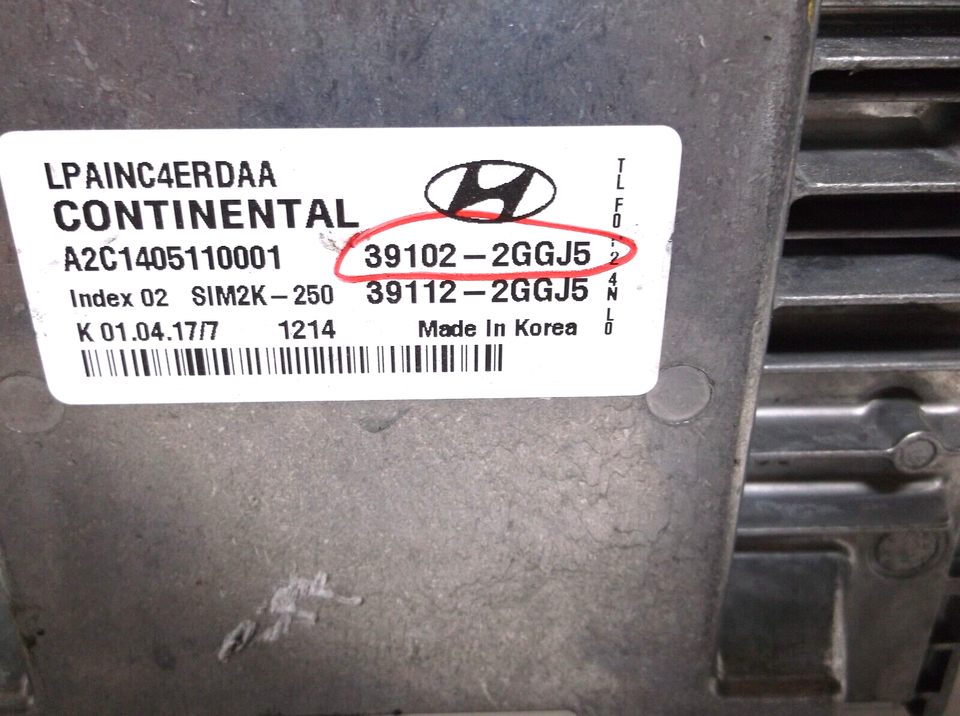 LPAINC4ERDAA
CONTINENTAL
A2C1405110001 39102-2GGJ5
Index 02 SIM2K-250 39112-2GGJ5
K 01.04.17/7 1214 Made In Korea